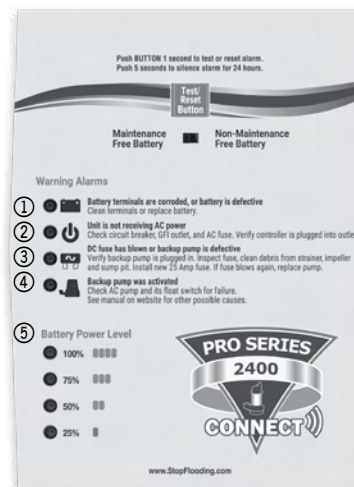 Push BUTTON 1 second to test or reset alarm.
Push 5 seconds to silence alarm for 24 hours.
Test/
Reset
Button
Maintenance
Free Battery
Non-Maintenance
Free Battery
Warning Alarms
① Battery terminals are corroded, or battery is defective
Clean terminals or replace battery.
② Unit is not receiving AC power
Check circuit breaker, GFI outlet, and AC fuse. Verify controller is plugged into outle
③ DC fuse has blown or backup pump is defective
Verify backup pump is plugged in. Inspect fuse, clean debris from strainer, impeller
and sump pit. Install new 25 Amp fuse. If fuse blows again, replace pump.
④ Backup pump was activated
Check AC pump and its float switch for failure.
See manual on website for other possible causes.
⑤ Battery Power Level
100%
75%
50%
25%
PRO SERIES
2400
CONNECT
www.StopFlooding.com